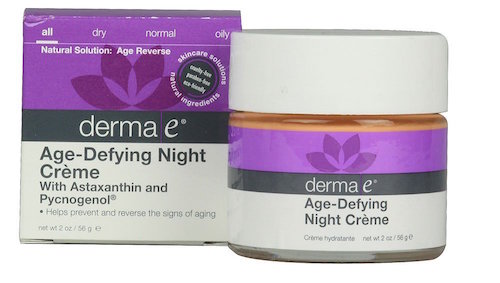 all dry normal oily
Natural Solution: Age Reverse
skincare solutions
cruelty-free
paraben-free
eco-friendly
natural ingredients
derma e®
Age-Defying Night
Crème
With Astaxanthin and
Pycnogenol®
• Helps prevent and reverse the signs of aging
net wt 2 oz / 56 g e
derma e®
Age-Defying
Night Crème
Crème hydratante net wt 2 oz / 56 g e